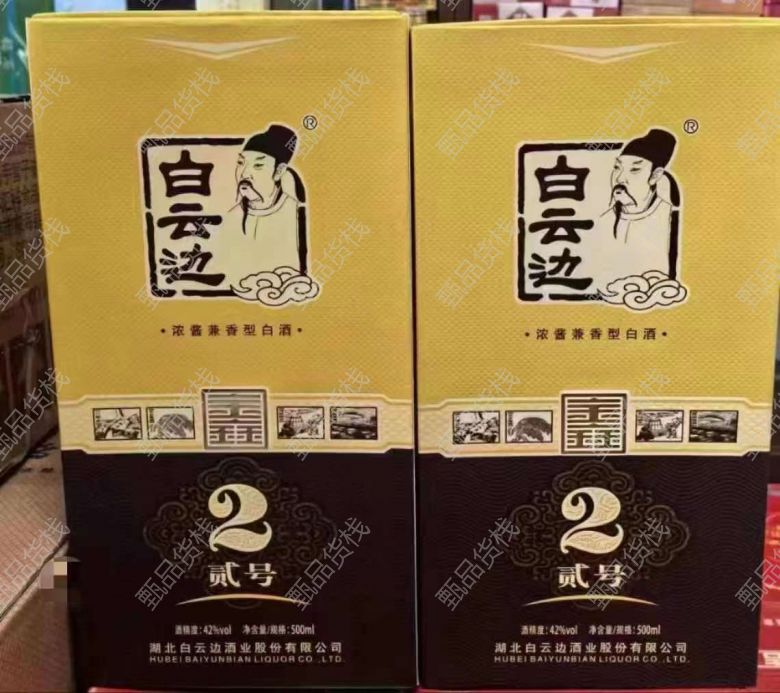 白云边
®
•浓酱兼香型白酒•
2
贰号
酒精度:42%vol 净含量/规格:500ml
湖北白云边酒业股份有限公司
HUBEI BAIYUNBIAN LIQUOR CO.,LTD.
白云边
®
•浓酱兼香型白酒•
2
贰号
酒精度:42%vol 净含量/规格:500ml
湖北白云边酒业股份有限公司
HUBEI BAIYUNBIAN LIQUOR CO.,LTD.
甄品货栈